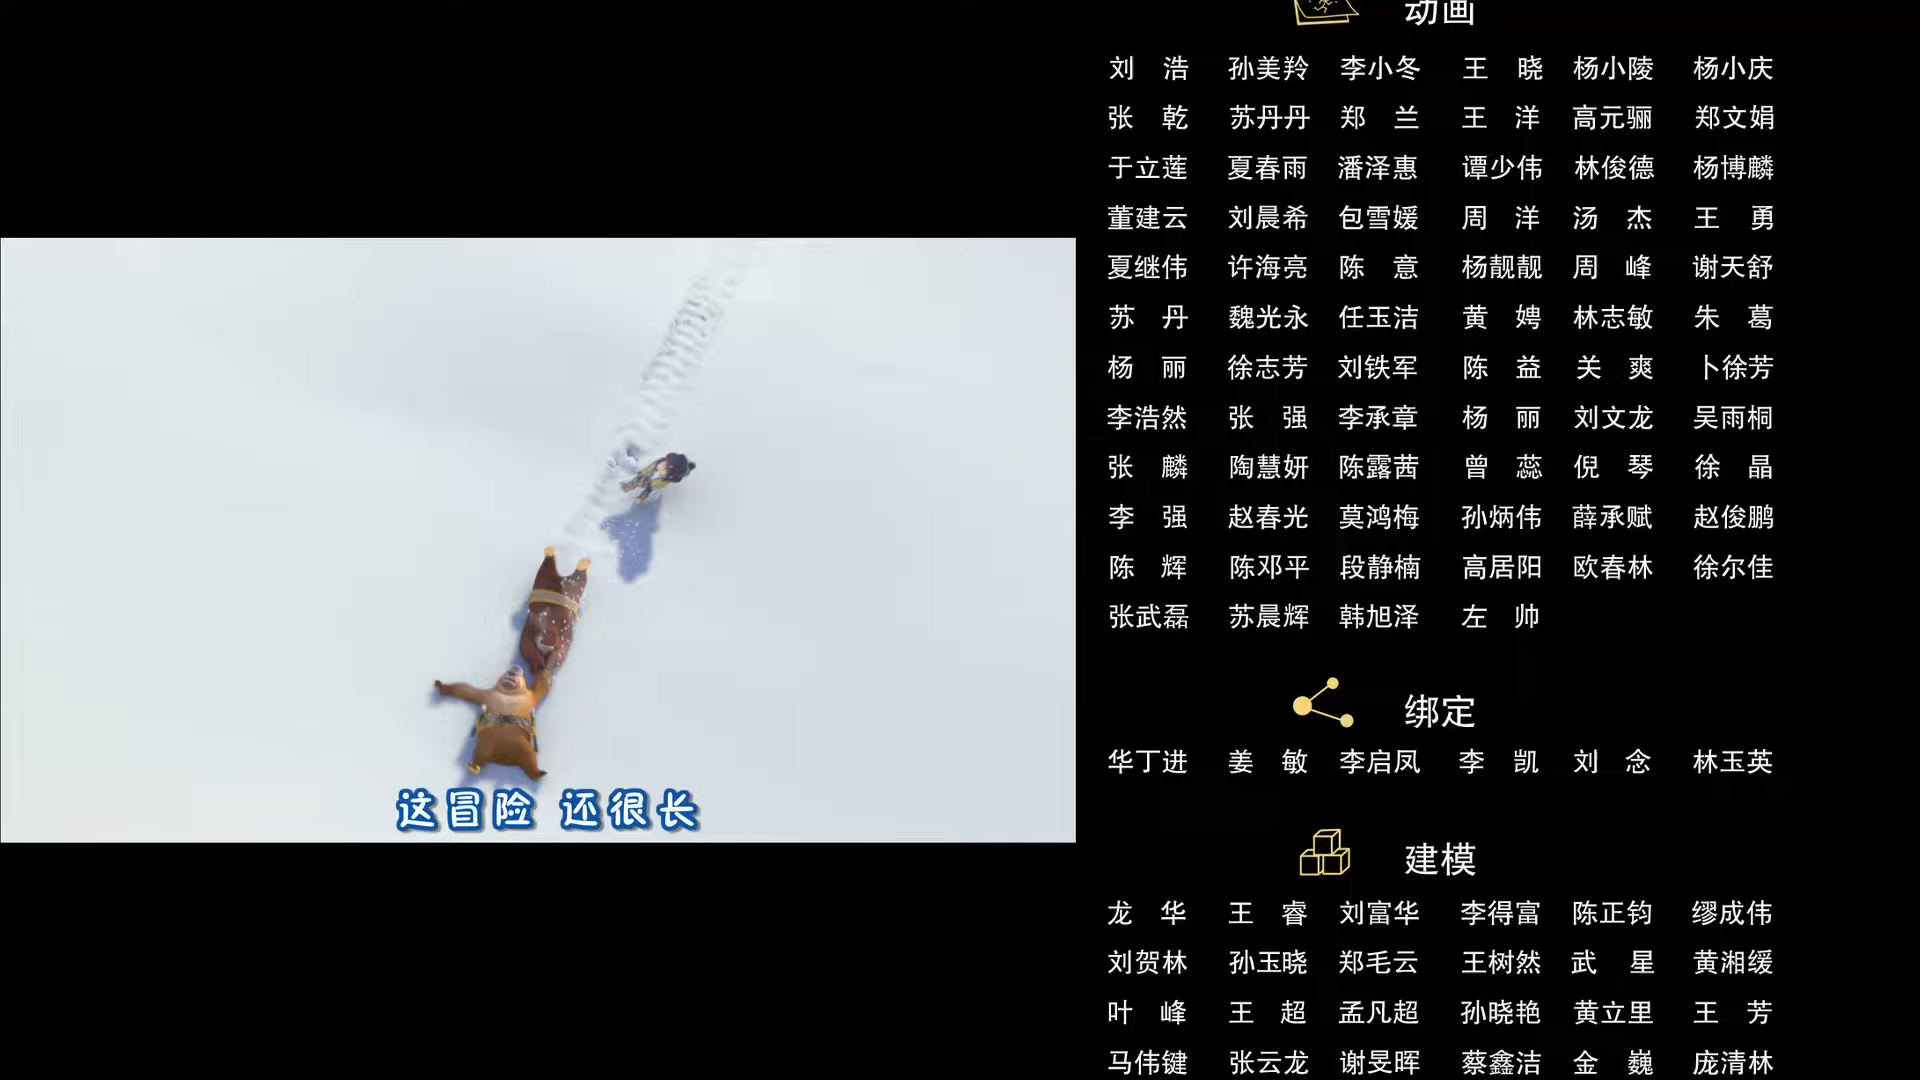 动画
刘 浩 孙美羚 李小冬 王 晓 杨小陵 杨小庆
张 乾 苏丹丹 郑 兰 王 洋 高元骊 郑文娟
于立莲 夏春雨 潘泽惠 谭少伟 林俊德 杨博麟
董建云 刘晨希 包雪媛 周 洋 汤 杰 王 勇
夏继伟 许海亮 陈 意 杨靓靓 周 峰 谢天舒
苏 丹 魏光永 任玉洁 黄 娉 林志敏 朱 葛
杨 丽 徐志芳 刘铁军 陈 益 关 爽 卜徐芳
李浩然 张 强 李承章 杨 丽 刘文龙 吴雨桐
张 麟 陶慧妍 陈露茜 曾 蕊 倪 琴 徐 晶
李 强 赵春光 莫鸿梅 孙炳伟 薛承赋 赵俊鹏
陈 辉 陈邓平 段静楠 高居阳 欧春林 徐尔佳
张武磊 苏晨辉 韩旭泽 左 帅
绑定
华丁进 姜 敏 李启凤 李 凯 刘 念 林玉英
建模
龙 华 王 睿 刘富华 李得富 陈正钧 缪成伟
刘贺林 孙玉晓 郑毛云 王树然 武 星 黄湘缓
叶 峰 王 超 孟凡超 孙晓艳 黄立里 王 芳
马伟键 张云龙 谢旻晖 蔡鑫洁 金 巍 庞清林
这冒险 还很长